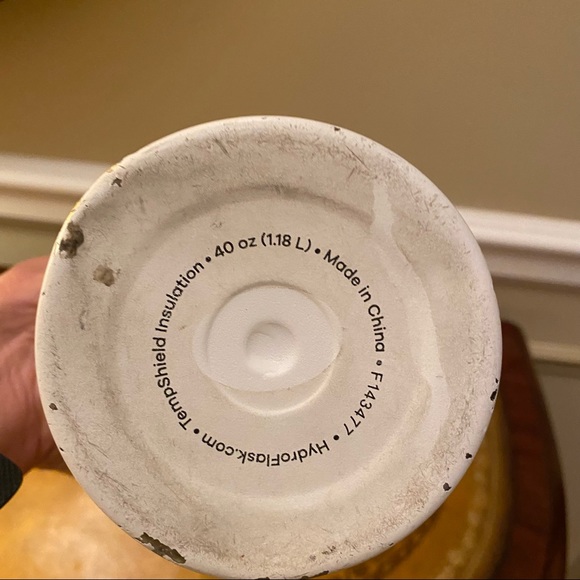 TempShield Insulation • 40 oz (1.18 L) • Made in China • F143477 • HydroFlask.com •